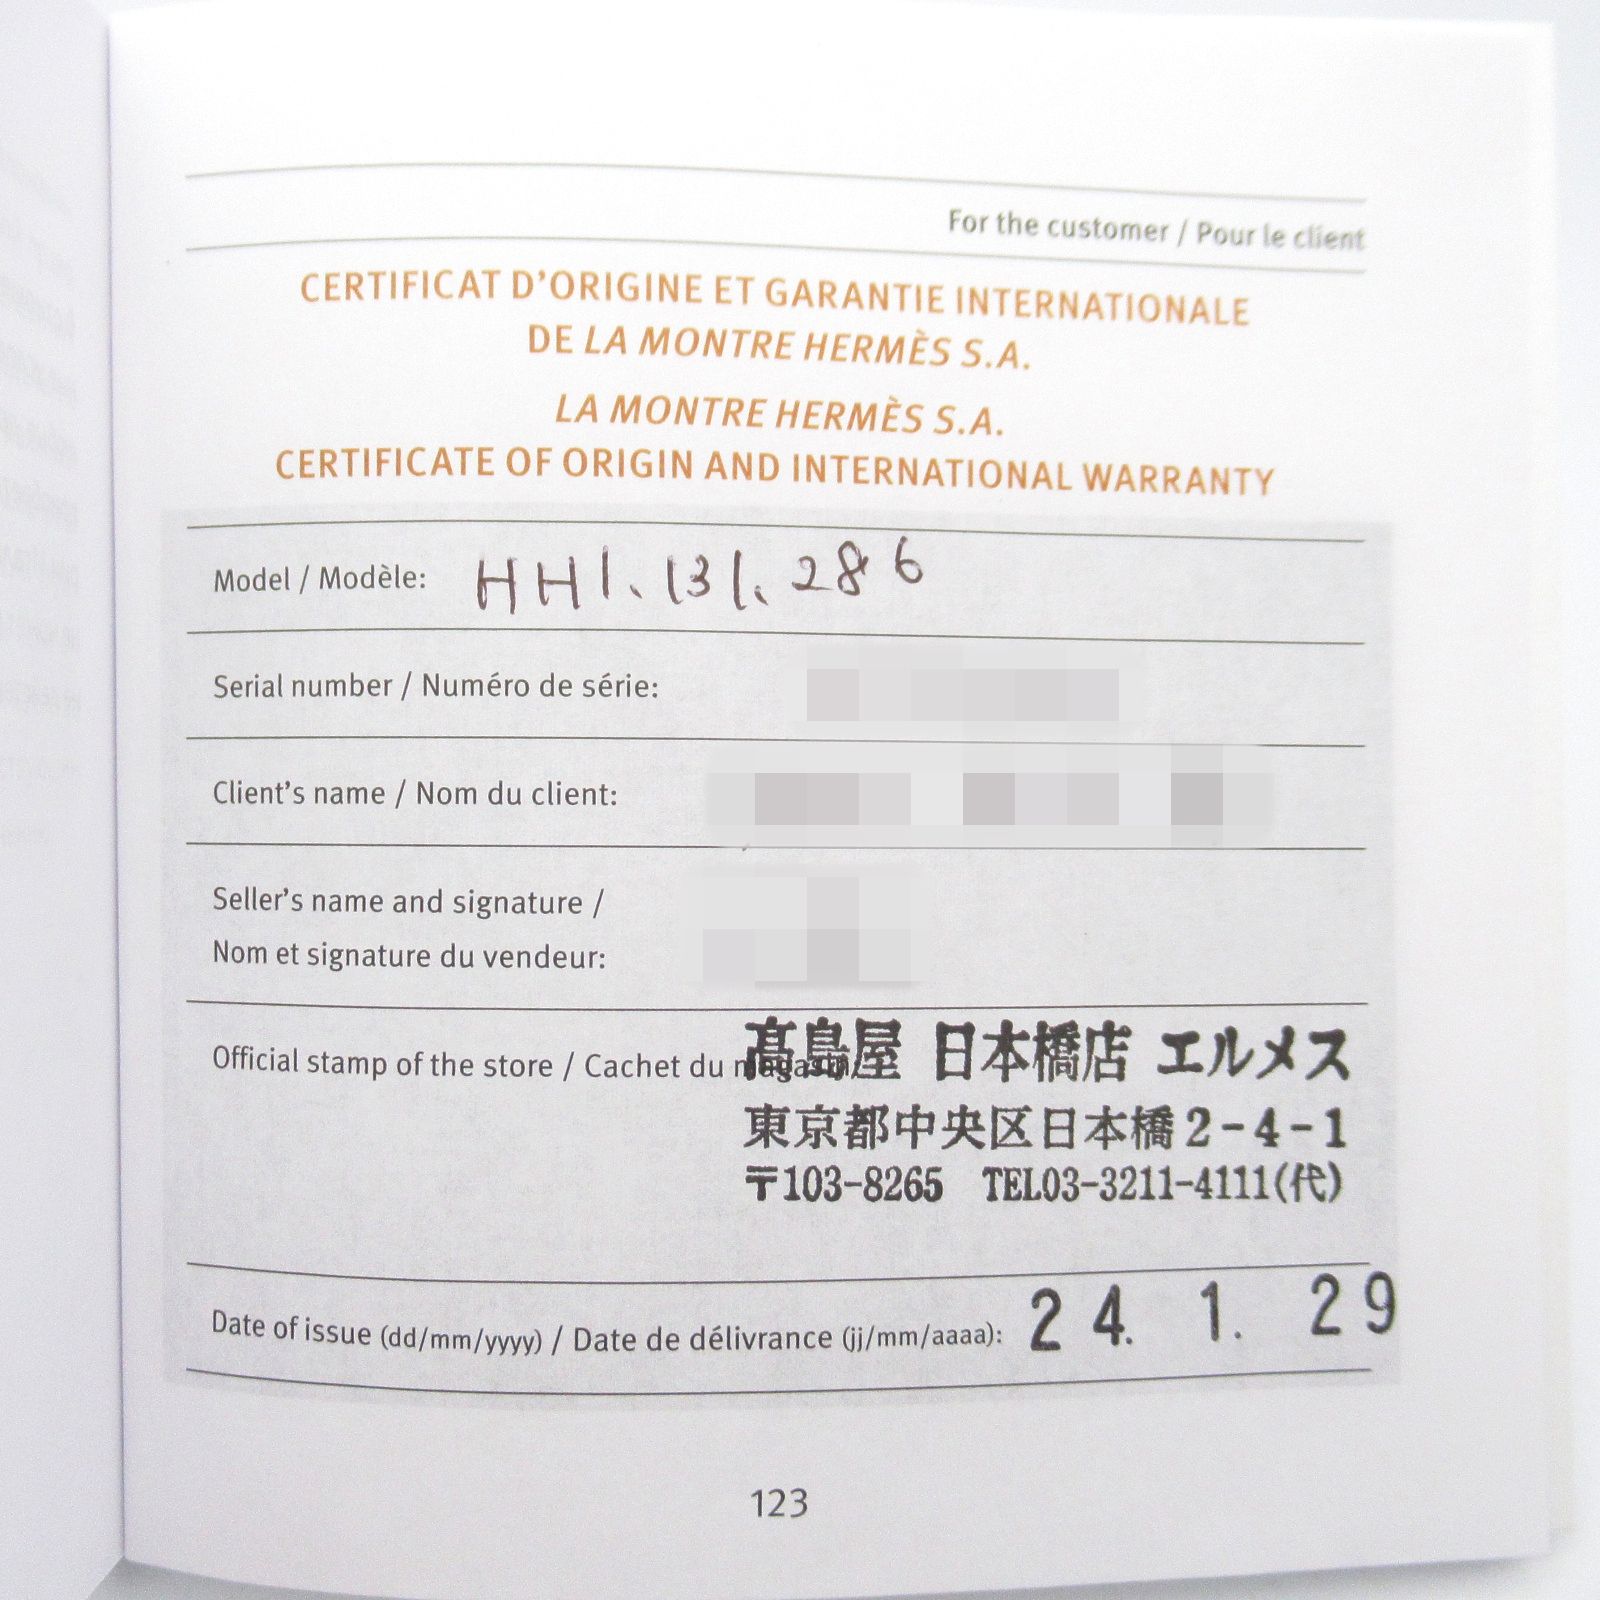 For the customer / Pour le client
CERTIFICAT D'ORIGINE ET GARANTIE INTERNATIONALE
DE LA MONTRE HERMÈS S.A.
LA MONTRE HERMÈS S.A.
CERTIFICATE OF ORIGIN AND INTERNATIONAL WARRANTY
Model / Modèle: HH1.131.286
Serial number / Numéro de série:
Client's name / Nom du client:
Seller's name and signature /
Nom et signature du vendeur:
Official stamp of the store / Cachet du magasin:
髙島屋 日本橋店 エルメス
東京都中央区日本橋2-4-1
〒103-8265 TEL03-3211-4111(代)
Date of issue (dd/mm/yyyy) / Date de délivrance (jj/mm/aaaa): 24. 1. 29
123